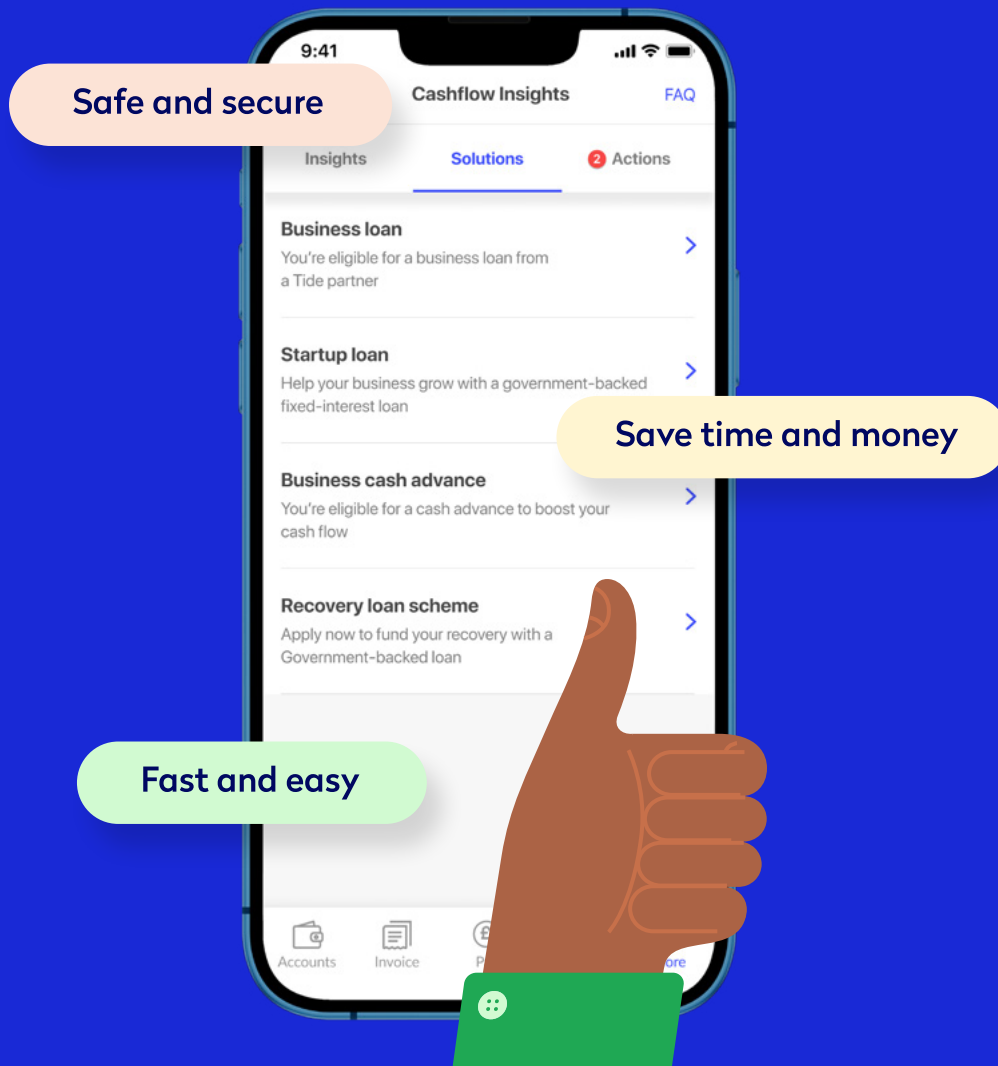 9:41
Safe and secure
Cashflow Insights
FAQ
Insights
Solutions
2 Actions
Business loan
You're eligible for a business loan from
a Tide partner
Startup loan
Help your business grow with a government-backed
fixed-interest loan
Save time and money
Business cash advance
You're eligible for a cash advance to boost your
cash flow
Recovery loan scheme
Apply now to fund your recovery with a
Government-backed loan
Fast and easy
Accounts
Invoice